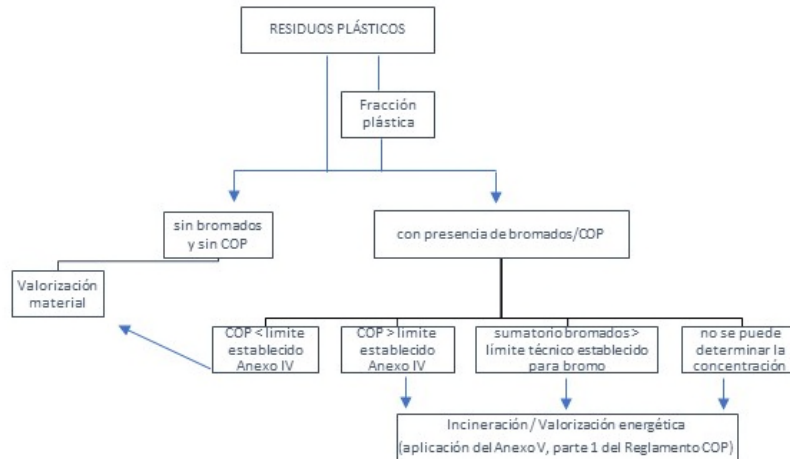 RESIDUOS PLÁSTICOS
Fracción
plástica
sin bromados
y sin COP
con presencia de bromados/COP
Valorización
material
COP < limite
establecido
Anexo IV
COP > limite
establecido
Anexo IV
sumatorio bromados >
límite técnico establecido
para bromo
no se puede
determinar la
concentración
Incineración / Valorización energética
(aplicación del Anexo V, parte 1 del Reglamento COP)